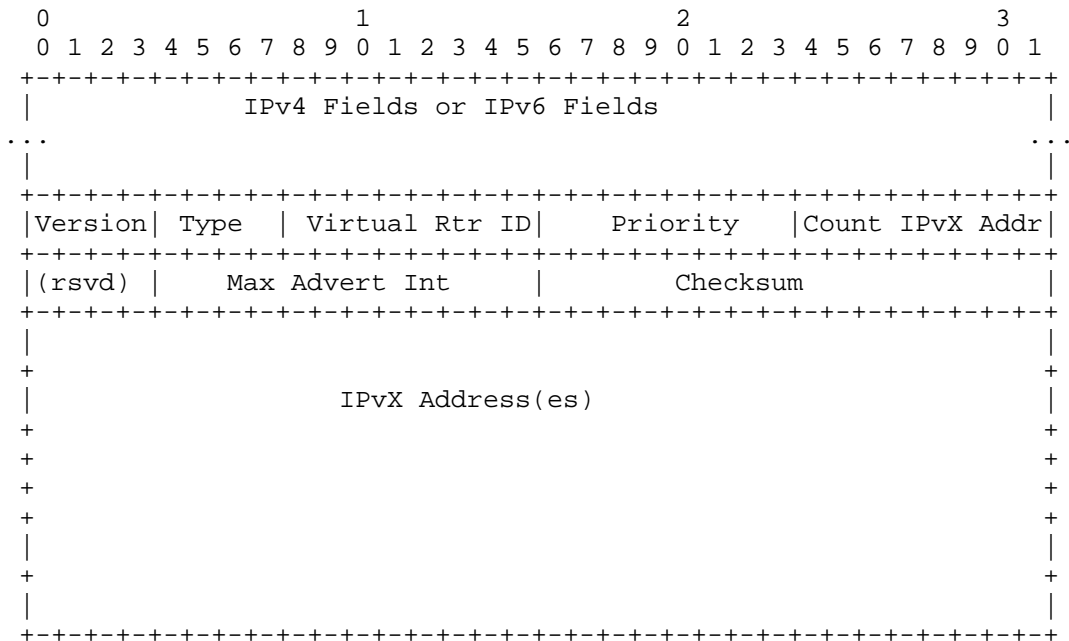 0                   1                   2                   3
 0 1 2 3 4 5 6 7 8 9 0 1 2 3 4 5 6 7 8 9 0 1 2 3 4 5 6 7 8 9 0 1
+-+-+-+-+-+-+-+-+-+-+-+-+-+-+-+-+-+-+-+-+-+-+-+-+-+-+-+-+-+-+-+-+
|             IPv4 Fields or IPv6 Fields                        |
...                                                             ...
|                                                               |
+-+-+-+-+-+-+-+-+-+-+-+-+-+-+-+-+-+-+-+-+-+-+-+-+-+-+-+-+-+-+-+-+
|Version| Type  | Virtual Rtr ID|    Priority   |Count IPvX Addr|
+-+-+-+-+-+-+-+-+-+-+-+-+-+-+-+-+-+-+-+-+-+-+-+-+-+-+-+-+-+-+-+-+
|(rsvd) |    Max Advert Int     |        Checksum               |
+-+-+-+-+-+-+-+-+-+-+-+-+-+-+-+-+-+-+-+-+-+-+-+-+-+-+-+-+-+-+-+-+
|                                                               |
+                                                               +
|                   IPvX Address(es)                            |
+                                                               +
+                                                               +
+                                                               +
+                                                               +
|                                                               |
+                                                               +
|                                                               |
+-+-+-+-+-+-+-+-+-+-+-+-+-+-+-+-+-+-+-+-+-+-+-+-+-+-+-+-+-+-+-+-+